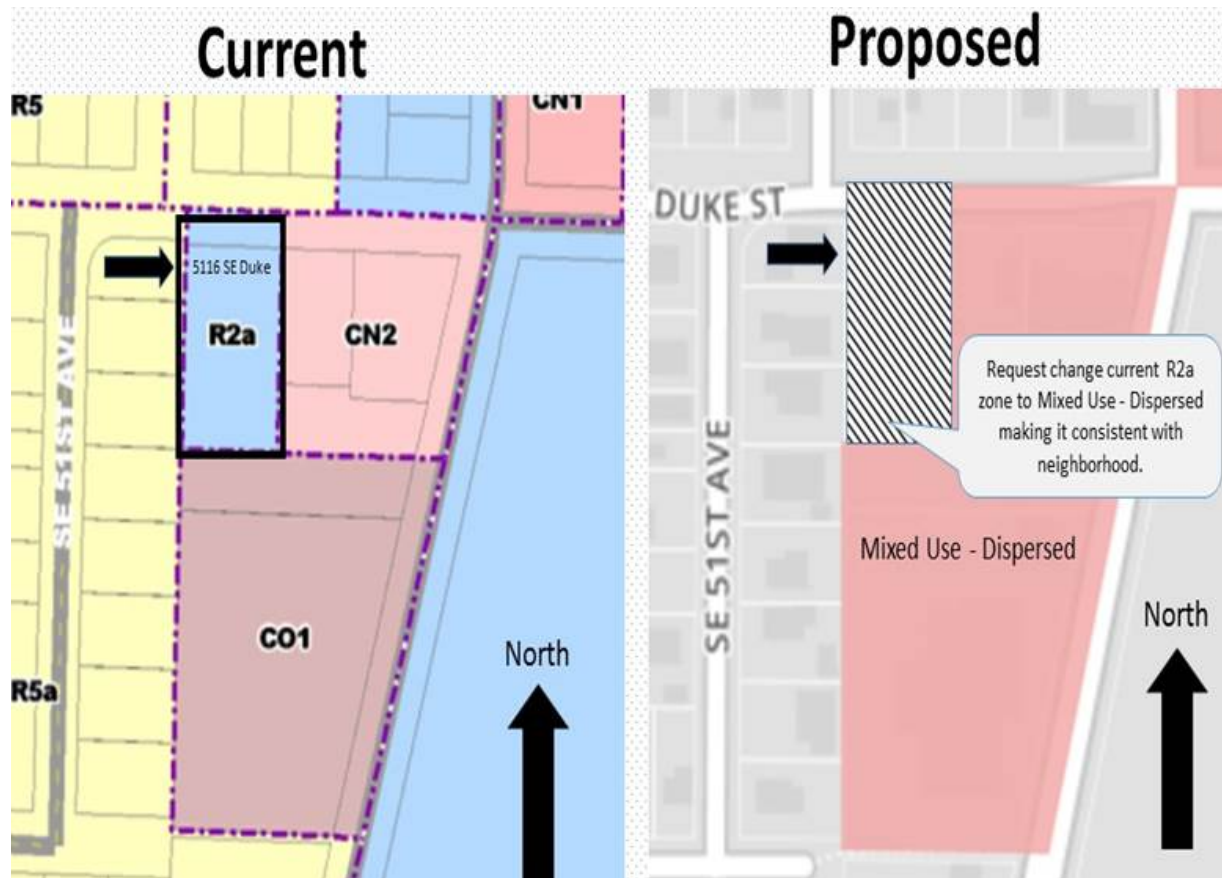 Current
Proposed
R5
CN1
5116 SE Duke
R2a
CN2
SE 51ST AVE
CO1
R5a
North
DUKE ST
SE 51ST AVE
Request change current R2a
zone to Mixed Use - Dispersed
making it consistent with
neighborhood.
Mixed Use - Dispersed
North